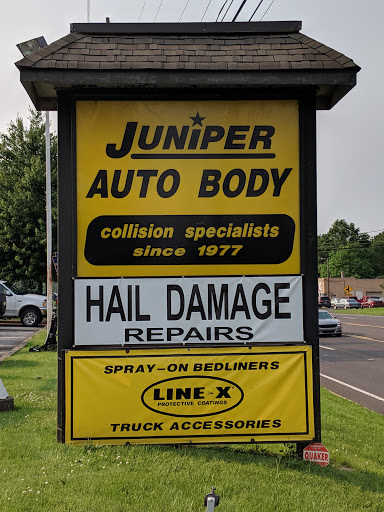 JUNIPER
AUTO BODY
collision specialists
since 1977
HAIL DAMAGE
REPAIRS
SPRAY-ON BEDLINERS
LINE-X
PROTECTIVE COATINGS
TRUCK ACCESSORIES
QUAKER